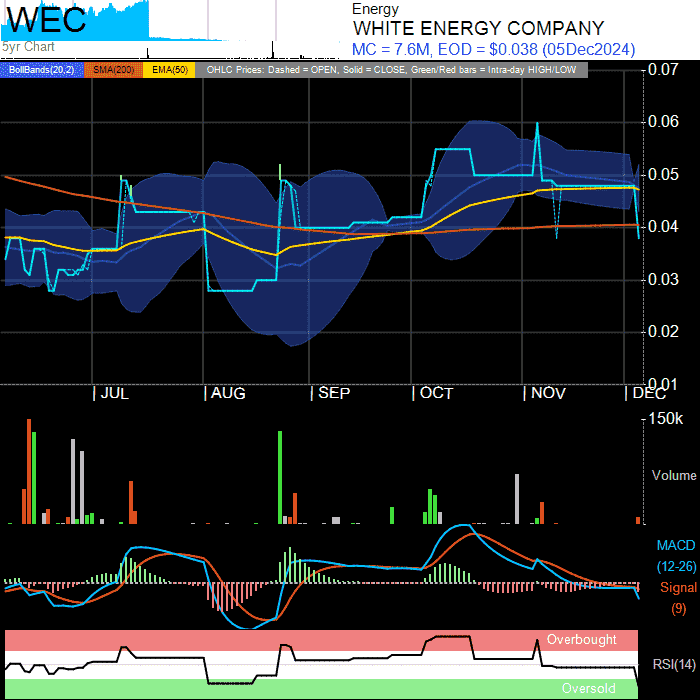 WEC
5yr Chart
Energy
WHITE ENERGY COMPANY
MC = 7.6M, EOD = $0.038 (05Dec2024)
BollBands(20,2) SMA(200) EMA(50) OHLC Prices: Dashed = OPEN, Solid = CLOSE, Green/Red bars = Intra-day HIGH/LOW
0.07
0.06
0.05
0.04
0.03
0.02
0.01
| JUL | AUG | SEP | OCT | NOV | DEC
150k
Volume
MACD
(12-26)
Signal
(9)
Overbought
RSI(14)
Oversold